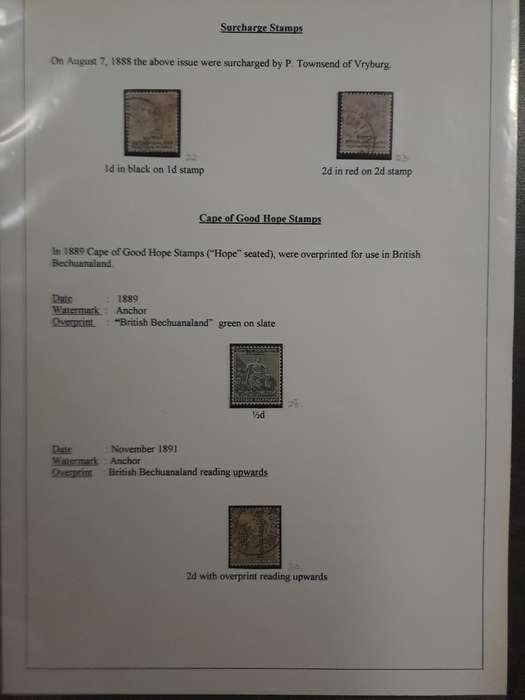 Surcharge Stamps
On August 7, 1888 the above issue were surcharged by P. Townsend of Vryburg.
22
23
1d in black on 1d stamp
2d in red on 2d stamp
Cape of Good Hope Stamps
In 1889 Cape of Good Hope Stamps ("Hope" seated), were overprinted for use in British
Bechuanaland.
Date : 1889
Watermark : Anchor
Overprint : "British Bechuanaland" green on slate
½d
Date : November 1891
Watermark : Anchor
Overprint : British Bechuanaland reading upwards
2d with overprint reading upwards